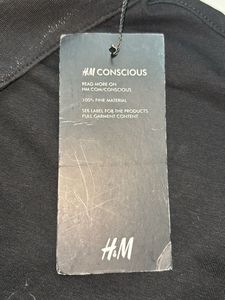 H&M CONSCIOUS
READ MORE ON
HM.COM/CONSCIOUS
100% FINE MATERIAL
SEE LABEL FOR THE PRODUCTS
FULL GARMENT CONTENT
H&M